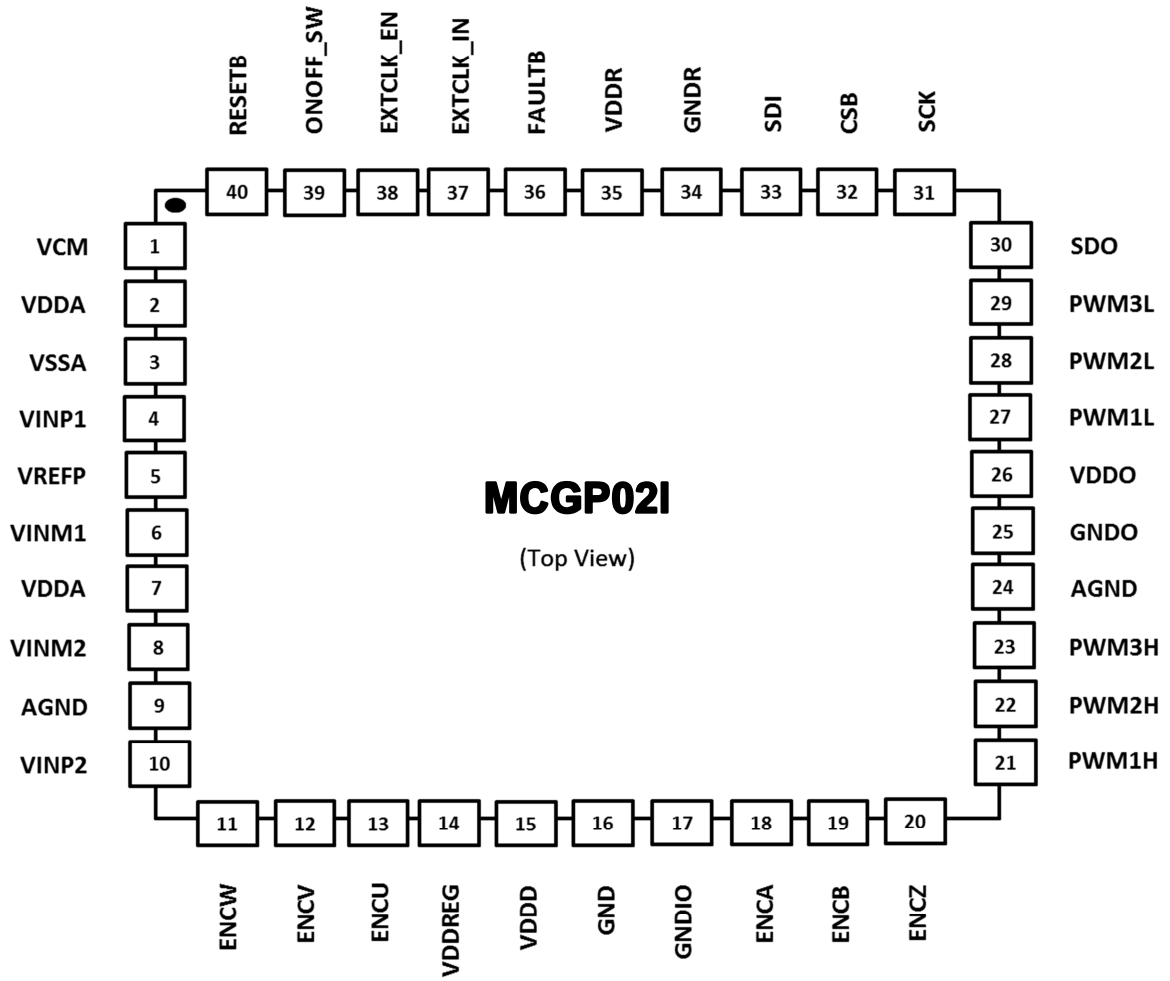 RESETB ONOFF_SW EXTCLK_EN EXTCLK_IN FAULTB VDDR GNDR SDI CSB SCK
40 39 38 37 36 35 34 33 32 31
VCM 1 30 SDO
VDDA 2 29 PWM3L
VSSA 3 28 PWM2L
VINP1 4 27 PWM1L
VREFP 5 26 VDDO
MCGP02I
VINM1 6 25 GNDO
(Top View)
VDDA 7 24 AGND
VINM2 8 23 PWM3H
AGND 9 22 PWM2H
VINP2 10 21 PWM1H
11 12 13 14 15 16 17 18 19 20
ENCW ENCV ENCU VDDREG VDDD GND GNDIO ENCA ENCB ENCZ